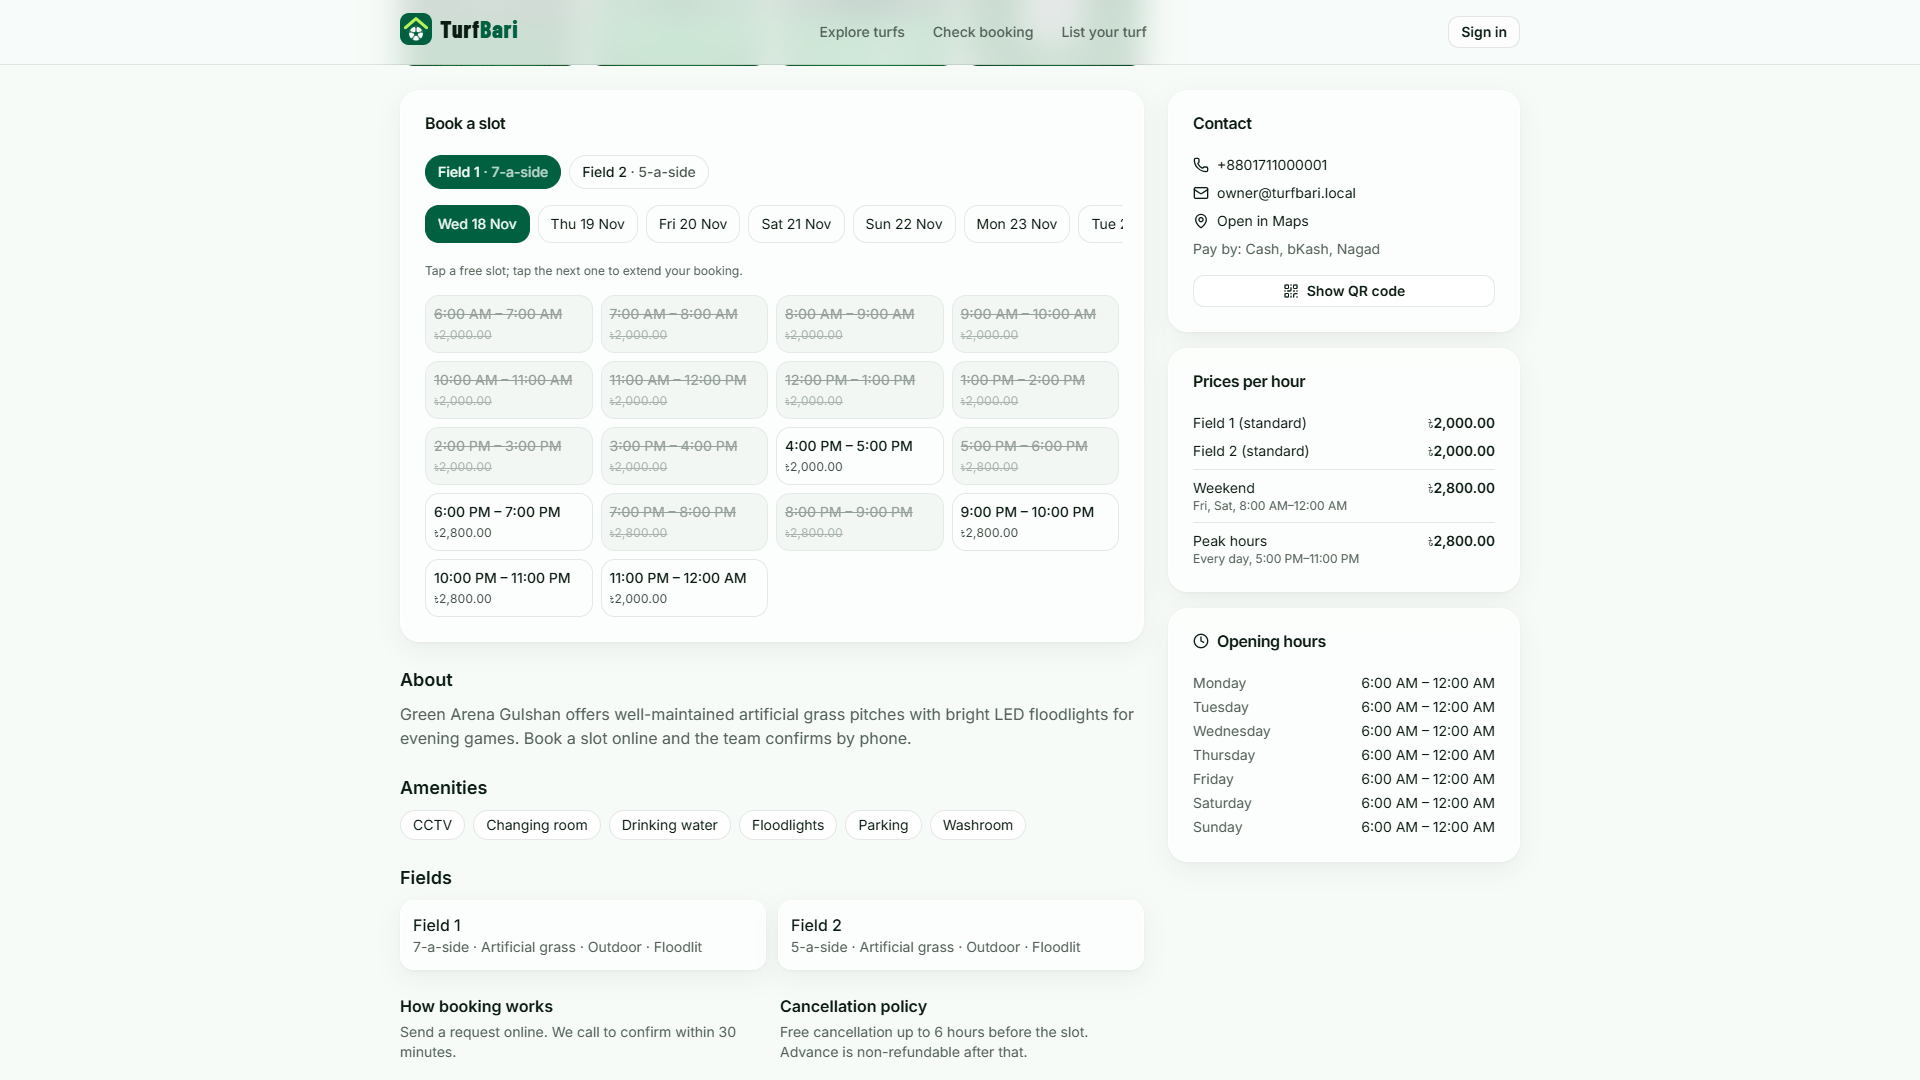 TurfBari
Explore turfs
Check booking
List your turf
Sign in
Book a slot
Field 1 · 7-a-side
Field 2 · 5-a-side
Wed 18 Nov
Thu 19 Nov
Fri 20 Nov
Sat 21 Nov
Sun 22 Nov
Mon 23 Nov
Tue
Tap a free slot; tap the next one to extend your booking.
6:00 AM – 7:00 AM
৳2,000.00
7:00 AM – 8:00 AM
৳2,000.00
8:00 AM – 9:00 AM
৳2,000.00
9:00 AM – 10:00 AM
৳2,000.00
10:00 AM – 11:00 AM
৳2,000.00
11:00 AM – 12:00 PM
৳2,000.00
12:00 PM – 1:00 PM
৳2,000.00
1:00 PM – 2:00 PM
৳2,000.00
2:00 PM – 3:00 PM
৳2,000.00
3:00 PM – 4:00 PM
৳2,000.00
4:00 PM – 5:00 PM
৳2,000.00
5:00 PM – 6:00 PM
৳2,800.00
6:00 PM – 7:00 PM
৳2,800.00
7:00 PM – 8:00 PM
৳2,800.00
8:00 PM – 9:00 PM
৳2,800.00
9:00 PM – 10:00 PM
৳2,800.00
10:00 PM – 11:00 PM
৳2,800.00
11:00 PM – 12:00 AM
৳2,000.00
About
Green Arena Gulshan offers well-maintained artificial grass pitches with bright LED floodlights for
evening games. Book a slot online and the team confirms by phone.
Amenities
CCTV
Changing room
Drinking water
Floodlights
Parking
Washroom
Fields
Field 1
7-a-side · Artificial grass · Outdoor · Floodlit
Field 2
5-a-side · Artificial grass · Outdoor · Floodlit
How booking works
Send a request online. We call to confirm within 30
minutes.
Cancellation policy
Free cancellation up to 6 hours before the slot.
Advance is non-refundable after that.
Contact
+8801711000001
owner@turfbari.local
Open in Maps
Pay by: Cash, bKash, Nagad
Show QR code
Prices per hour
Field 1 (standard) ৳2,000.00
Field 2 (standard) ৳2,000.00
Weekend ৳2,800.00
Fri, Sat, 8:00 AM–12:00 AM
Peak hours ৳2,800.00
Every day, 5:00 PM–11:00 PM
Opening hours
Monday 6:00 AM – 12:00 AM
Tuesday 6:00 AM – 12:00 AM
Wednesday 6:00 AM – 12:00 AM
Thursday 6:00 AM – 12:00 AM
Friday 6:00 AM – 12:00 AM
Saturday 6:00 AM – 12:00 AM
Sunday 6:00 AM – 12:00 AM